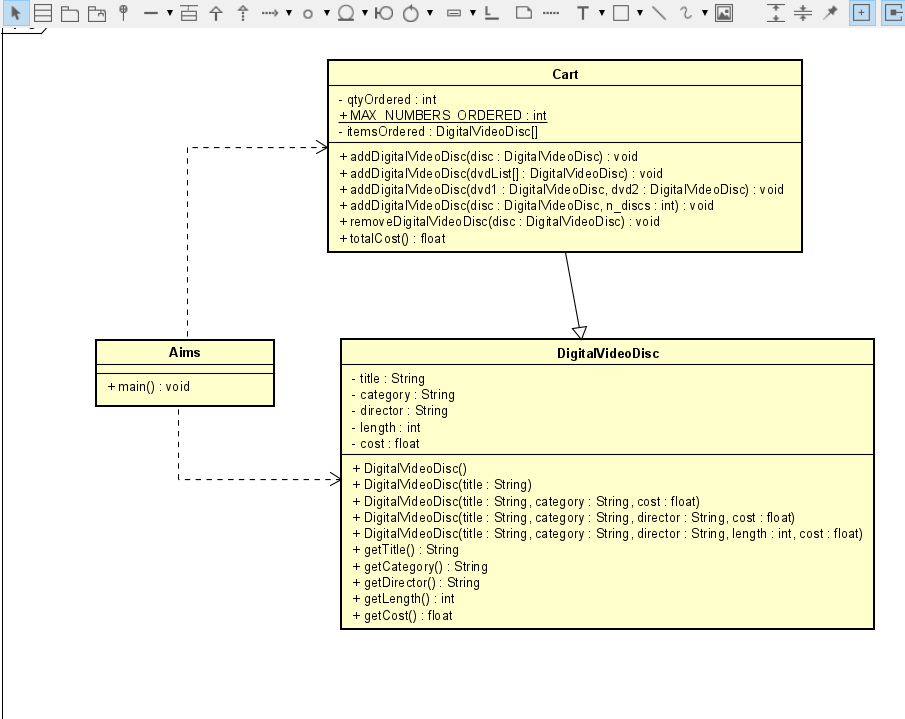 Cart
- qtyOrdered : int
+ MAX_NUMBERS_ORDERED : int
- itemsOrdered : DigitalVideoDisc[]
+ addDigitalVideoDisc(disc : DigitalVideoDisc) : void
+ addDigitalVideoDisc(dvdList[] : DigitalVideoDisc) : void
+ addDigitalVideoDisc(dvd1 : DigitalVideoDisc, dvd2 : DigitalVideoDisc) : void
+ addDigitalVideoDisc(disc : DigitalVideoDisc, n_discs : int) : void
+ removeDigitalVideoDisc(disc : DigitalVideoDisc) : void
+ totalCost() : float
Aims
+ main() : void
DigitalVideoDisc
- title : String
- category : String
- director : String
- length : int
- cost : float
+ DigitalVideoDisc()
+ DigitalVideoDisc(title : String)
+ DigitalVideoDisc(title : String, category : String, cost : float)
+ DigitalVideoDisc(title : String, category : String, director : String, cost : float)
+ DigitalVideoDisc(title : String, category : String, director : String, length : int, cost : float)
+ getTitle() : String
+ getCategory() : String
+ getDirector() : String
+ getLength() : int
+ getCost() : float